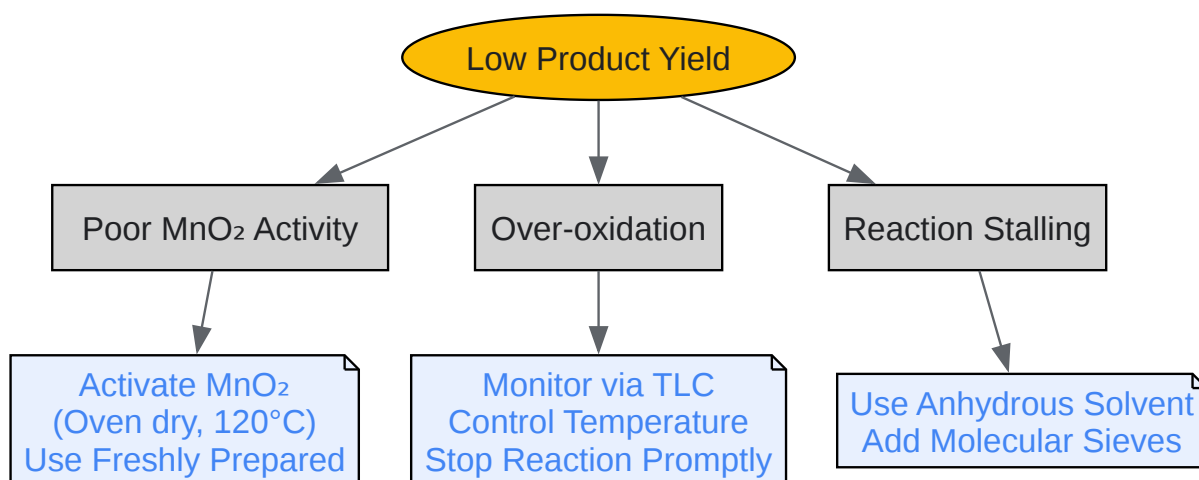 Low Product Yield
Poor MnO₂ Activity
Over-oxidation
Reaction Stalling
Activate MnO₂
(Oven dry, 120°C)
Use Freshly Prepared
Monitor via TLC
Control Temperature
Stop Reaction Promptly
Use Anhydrous Solvent
Add Molecular Sieves